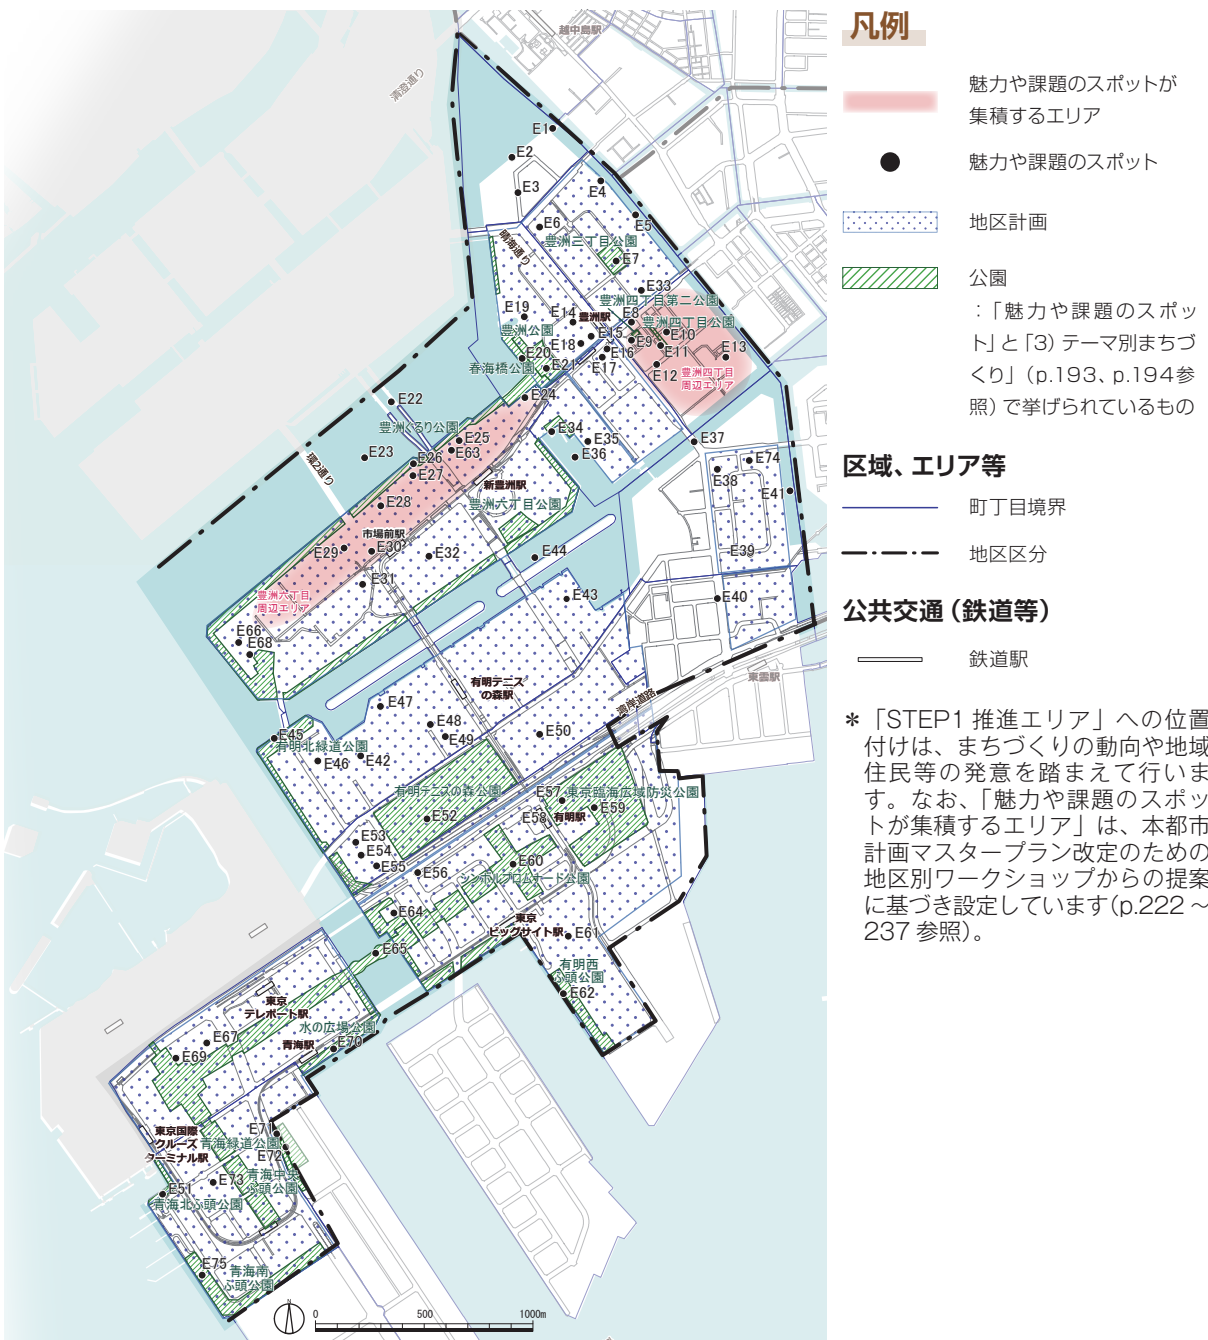 凡例
魅力や課題のスポットが
集積するエリア
魅力や課題のスポット
地区計画
公園
：「魅力や課題のスポッ
ト」と「3）テーマ別まちづ
くり」（p.193、p.194参
照）で挙げられているもの
区域、エリア等
町丁目境界
地区区分
公共交通（鉄道等）
鉄道駅
＊「STEP1 推進エリア」への位置
付けは、まちづくりの動向や地域
住民等の発意を踏まえて行いま
す。なお、「魅力や課題のスポッ
トが集積するエリア」は、本都市
計画マスタープラン改定のための
地区別ワークショップからの提案
に基づき設定しています（p.222～
237 参照）。
越中島駅
清澄通り
E1
E2
E3
E4
E5
E6
晴海通り
豊洲三丁目公園
E7
E33
豊洲四丁目第二公園
E19
E14
豊洲駅
E8
豊洲四丁目公園
豊洲公園
E15
E9
E10
E18
E16
E11
E13
E20
E17
E12
春海橋公園
E21
豊洲四丁目
周辺エリア
E22
E24
豊洲ぐるり公園
E25
E34
E35
E37
E23
E63
E36
E26
E74
環2通り
E27
E38
新豊洲駅
E41
E28
豊洲六丁目公園
市場前駅
E29
E30
E32
E44
E39
E31
E43
E40
豊洲六丁目
周辺エリア
E66
E68
東雲駅
有明テニス
の森駅
湾岸道路
E47
E48
E45
E49
E50
有明北緑道公園
E46
E42
有明テニスの森公園
E57
東京臨海広域防災公園
E52
E58
有明駅
E59
E53
E54
E55
E56
E60
シンボルプロムナード公園
E64
東京
ビッグサイト駅
E61
E65
有明西
ふ頭公園
E62
東京
テレポート駅
水の広場公園
E67
青海駅
E70
E69
東京国際
クルーズ
ターミナル駅
E71
青海緑道公園
E72
E73
青海中央
ふ頭公園
E51
青海北ふ頭公園
E75
青海南
ふ頭公園
N
0
500
1000m